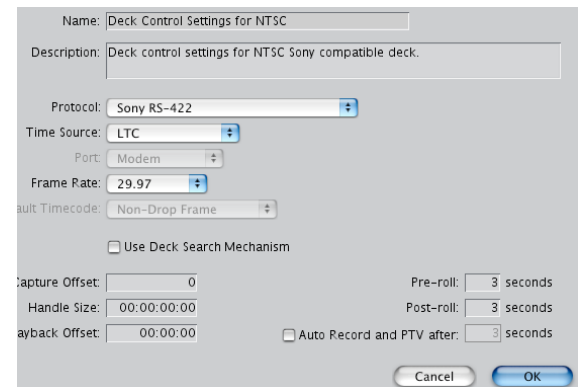 Name: Deck Control Settings for NTSC
Description: Deck control settings for NTSC Sony compatible deck.
Protocol: Sony RS-422
Time Source: LTC
Port: Modem
Frame Rate: 29.97
ault Timecode: Non-Drop Frame
Use Deck Search Mechanism
Capture Offset: 0
Pre-roll: 3 seconds
Handle Size: 00:00:00:00
Post-roll: 3 seconds
ayback Offset: 00:00:00
Auto Record and PTV after: 3 seconds
Cancel
OK